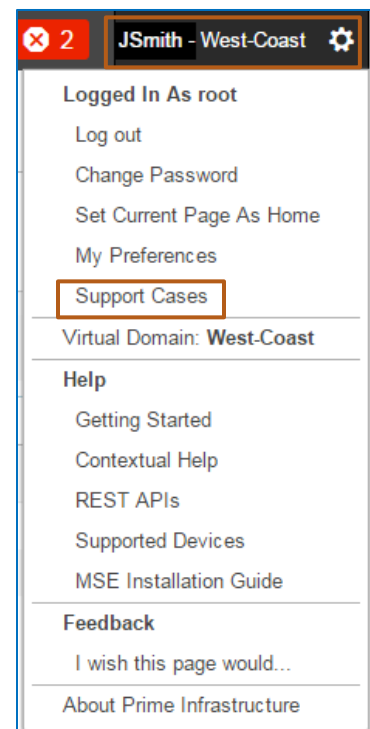 2 JSmith - West-Coast
Logged In As root
Log out
Change Password
Set Current Page As Home
My Preferences
Support Cases
Virtual Domain: West-Coast
Help
Getting Started
Contextual Help
REST APIs
Supported Devices
MSE Installation Guide
Feedback
I wish this page would...
About Prime Infrastructure